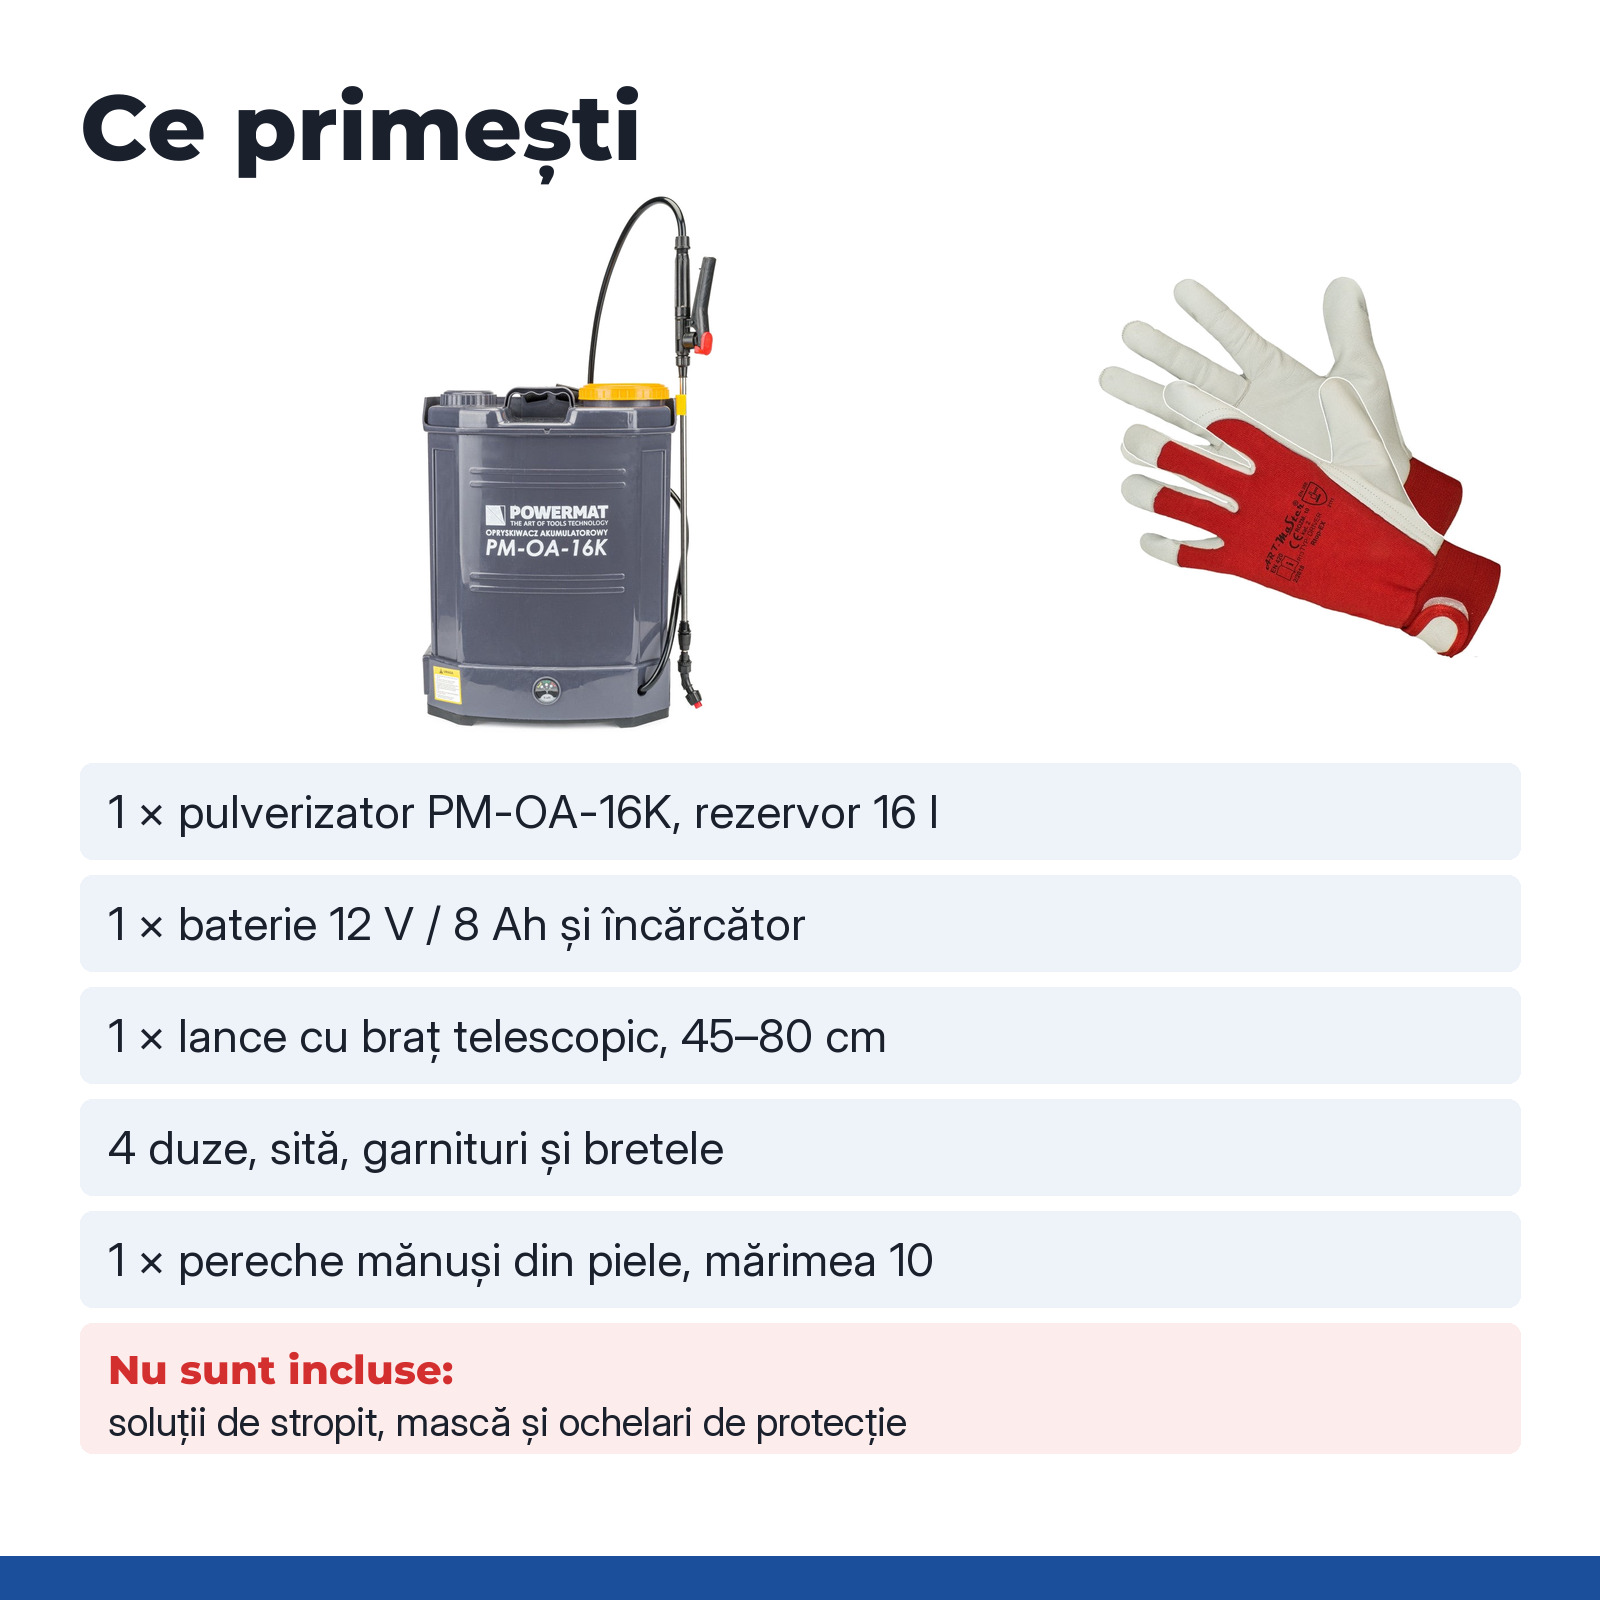 Ce primești
POWERMAT
THE ART OF TOOLS TECHNOLOGY
OPRYSKIWACZ AKUMULATOROWY
PM-OA-16K
1 × pulverizator PM-OA-16K, rezervor 16 l
1 × baterie 12 V / 8 Ah și încărcător
1 × lance cu braț telescopic, 45–80 cm
4 duze, sită, garnituri și bretele
1 × pereche mănuși din piele, mărimea 10
Nu sunt incluse:
soluții de stropit, mască și ochelari de protecție